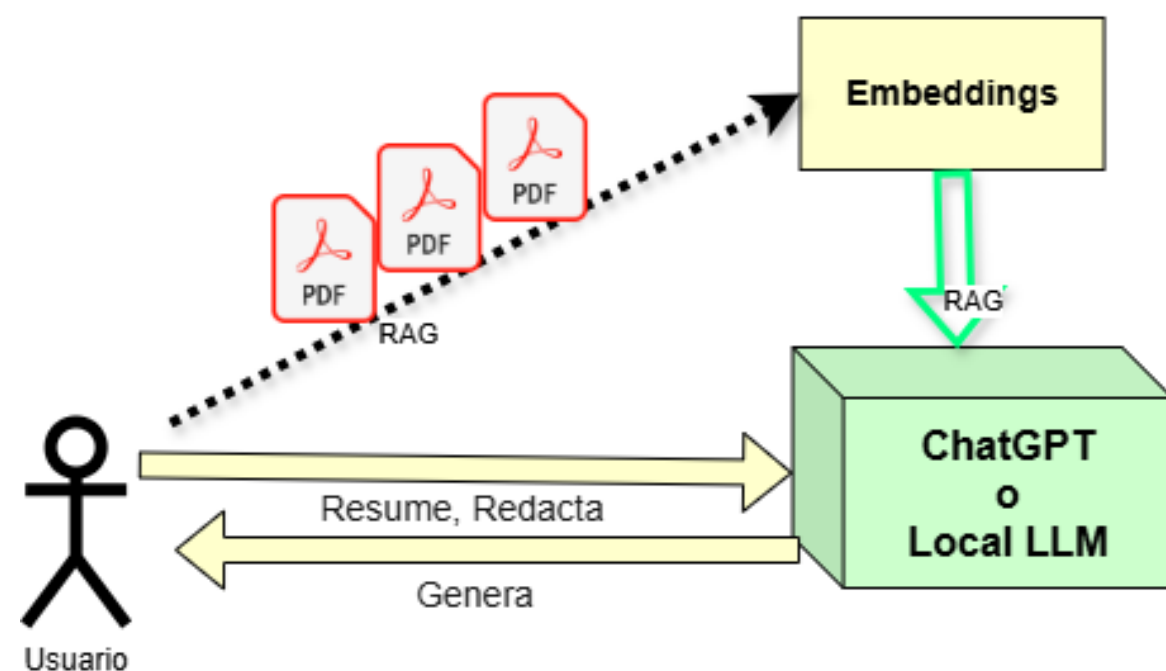 Embeddings
PDF
PDF
PDF
RAG
RAG
ChatGPT
o
Local LLM
Resume, Redacta
Genera
Usuario